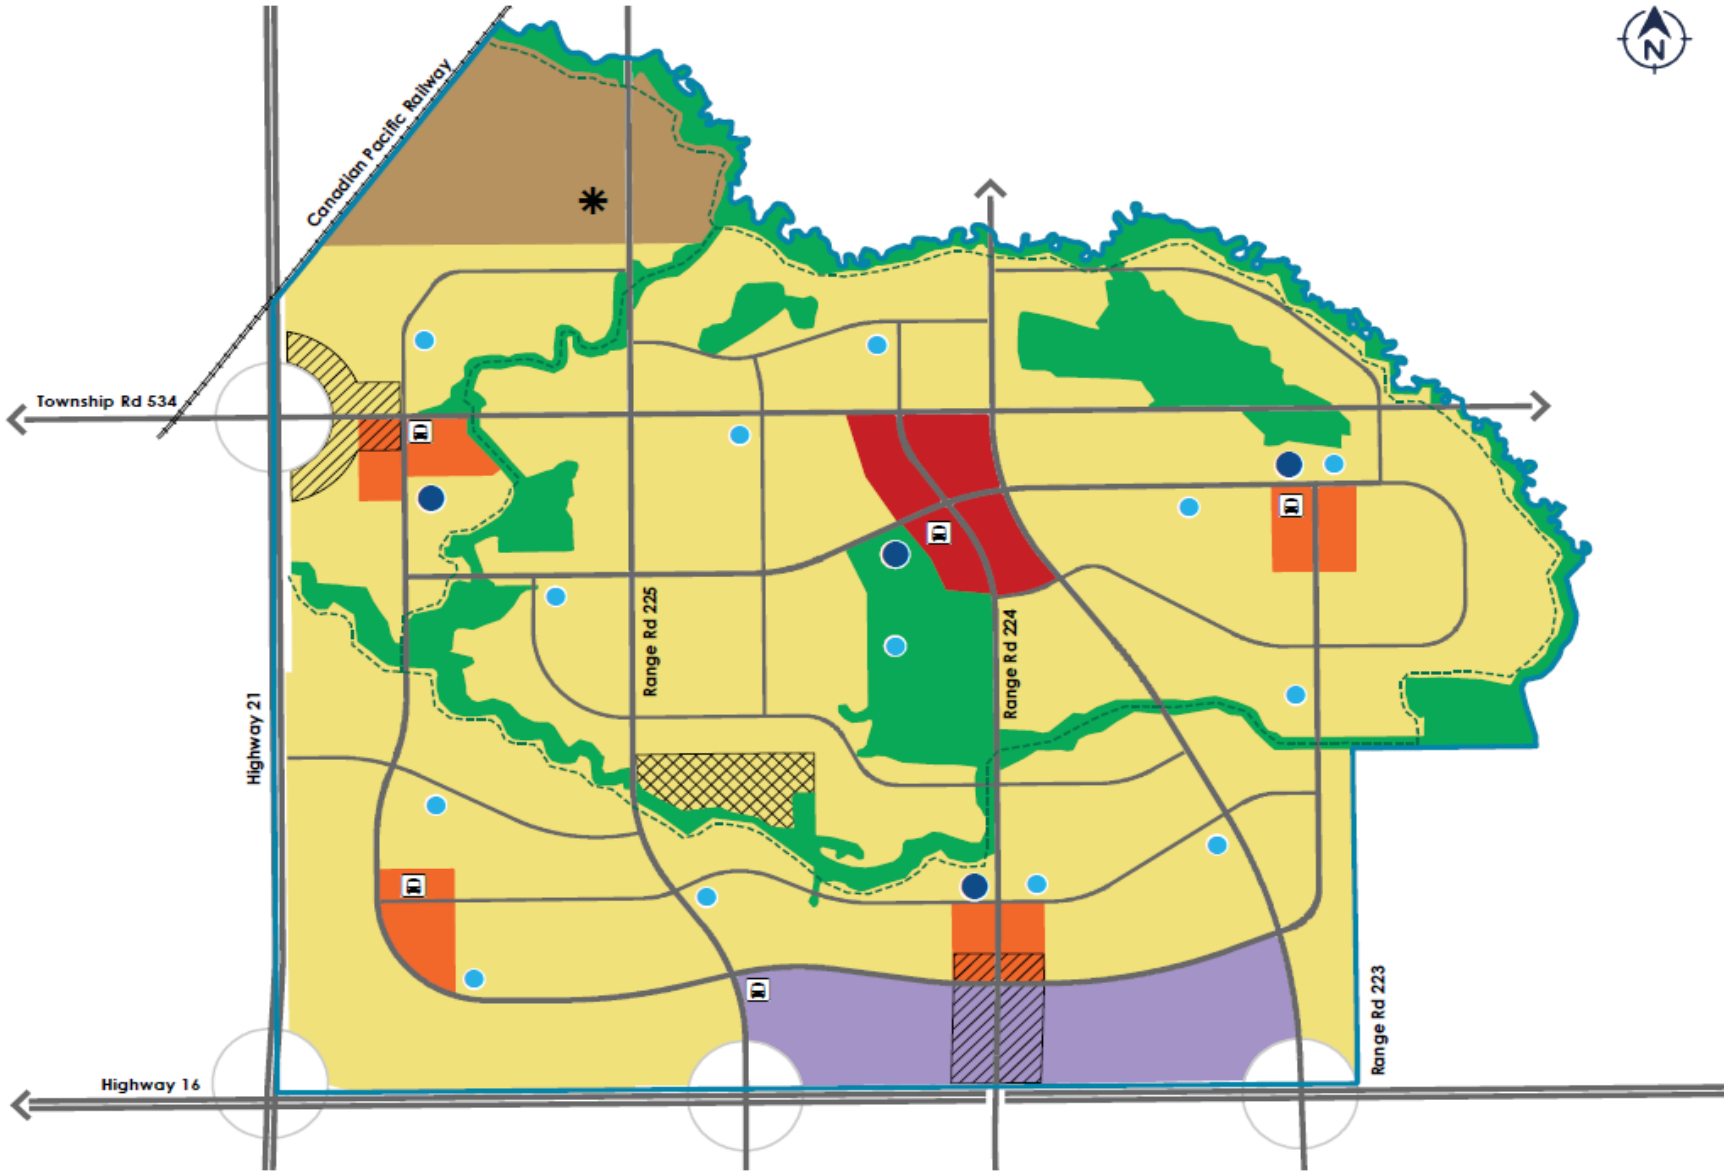 N
Canadian Pacific Railway
Township Rd 534
Range Rd 225
Range Rd 224
Highway 21
Range Rd 223
Highway 16